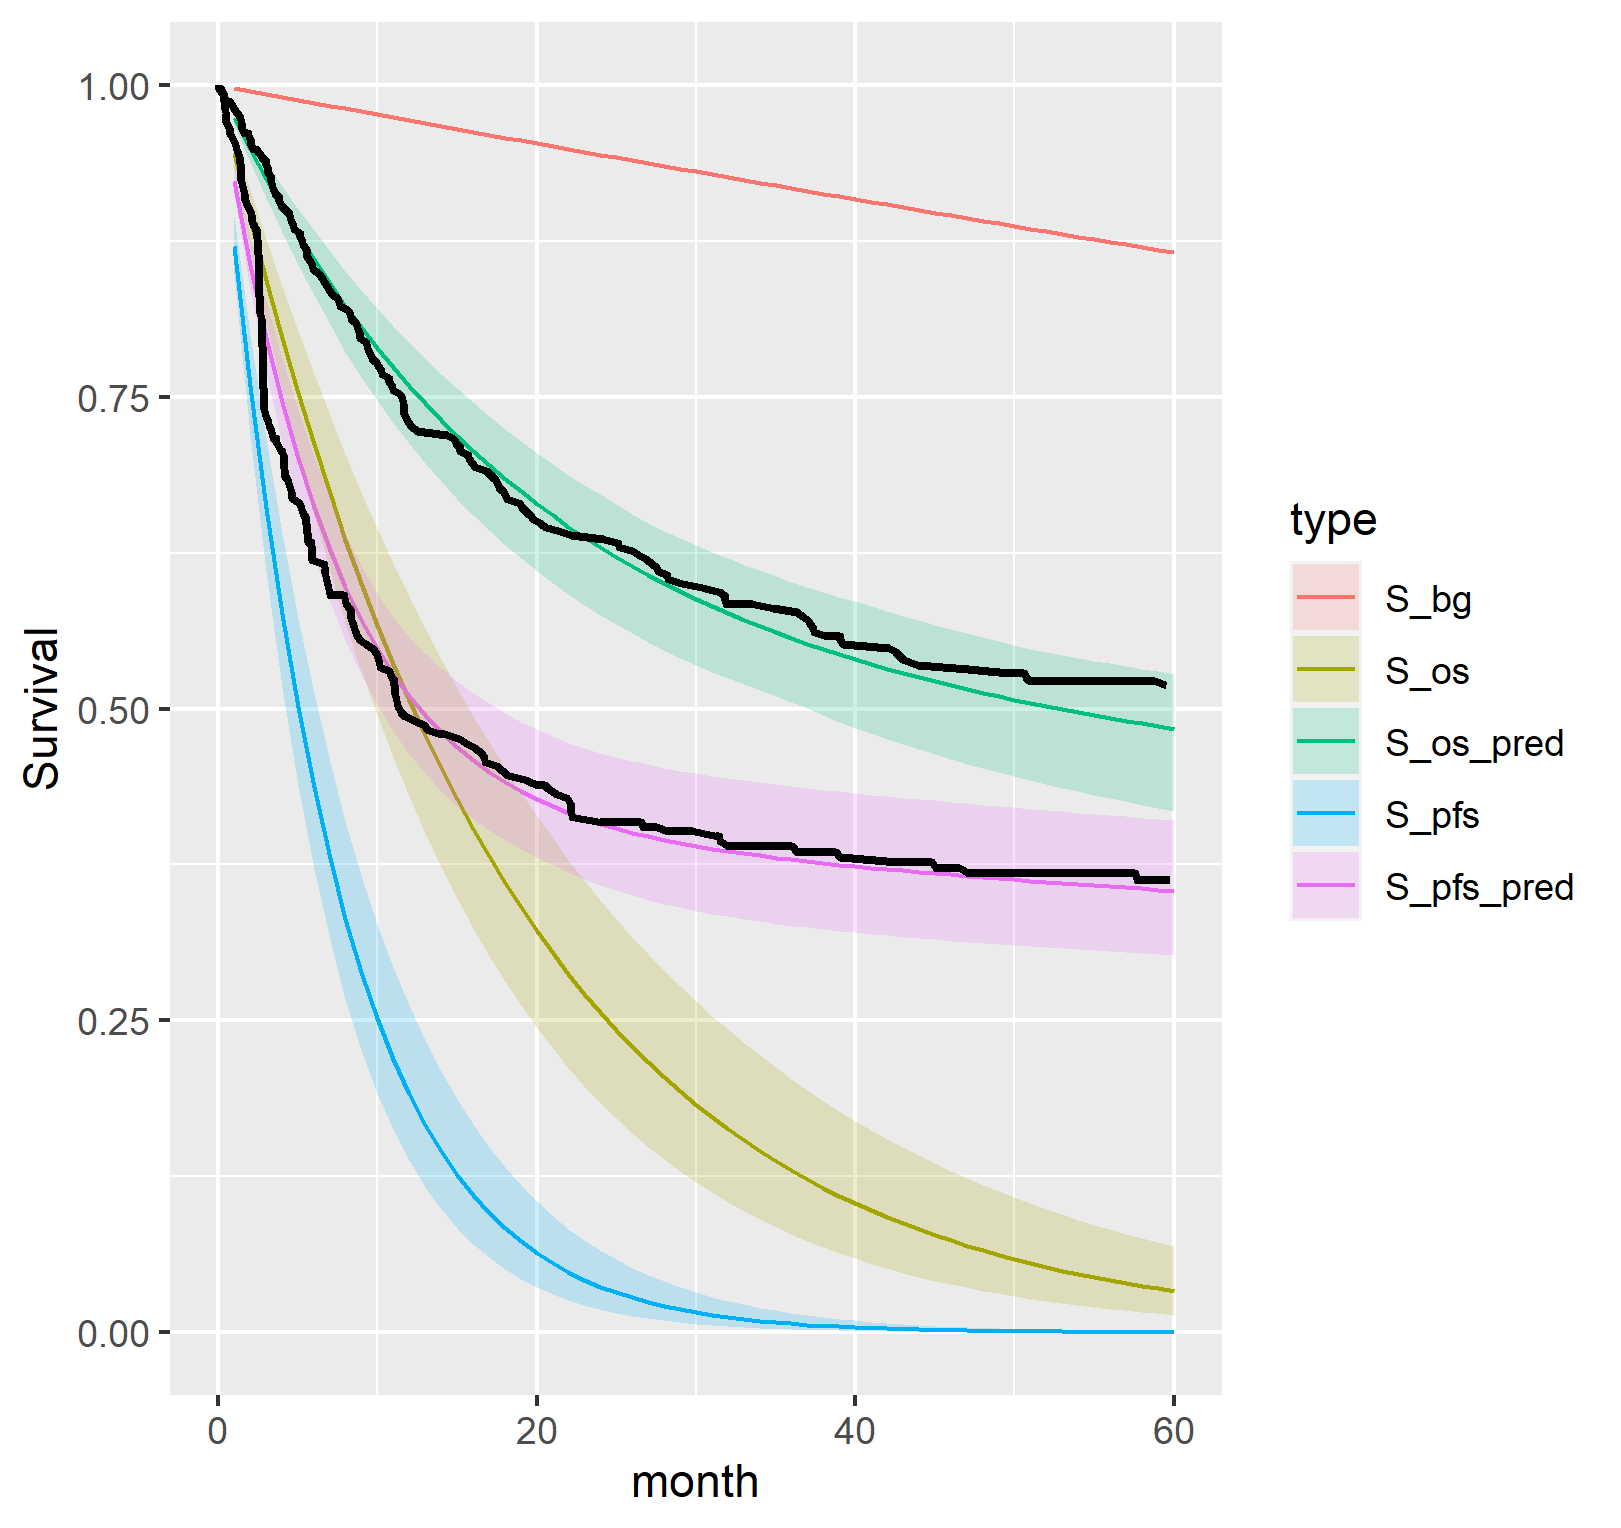 1.00
0.75
0.50
0.25
0.00
Survival
0
20
40
60
month
type
S_bg
S_os
S_os_pred
S_pfs
S_pfs_pred